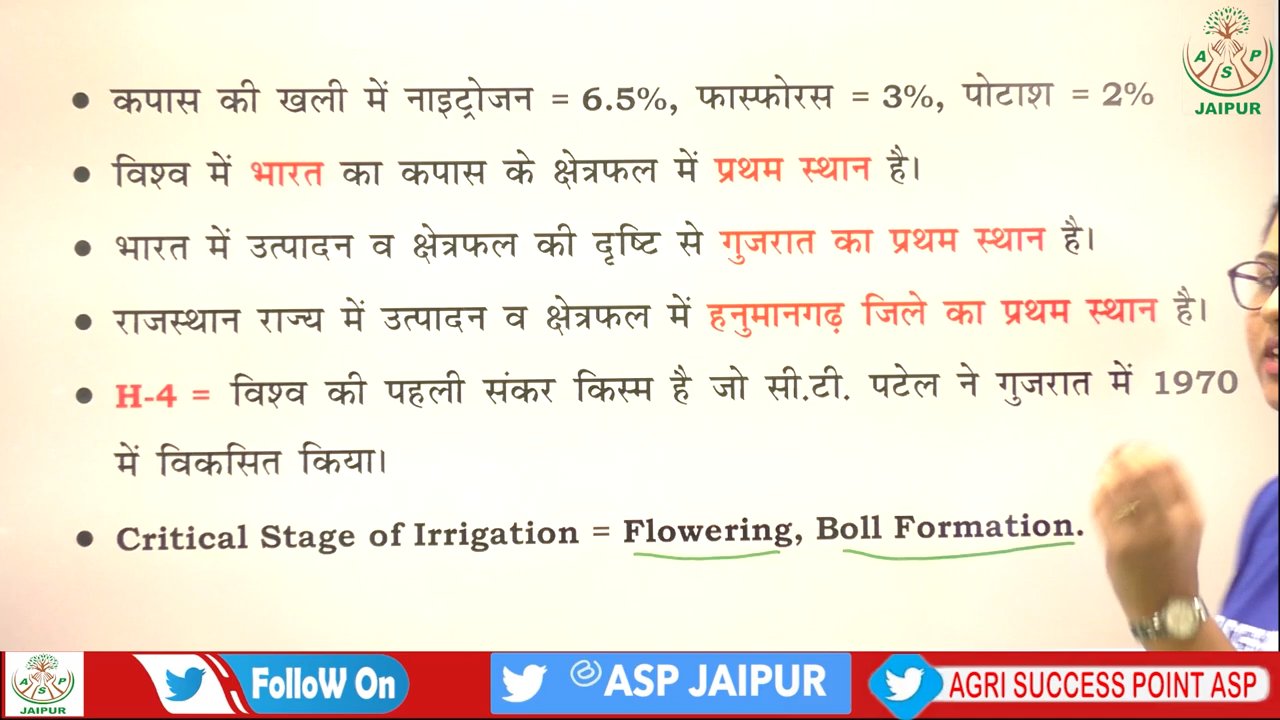 A S P
JAIPUR
• कपास की खली में नाइट्रोजन = 6.5%, फास्फोरस = 3%, पोटाश = 2%
• विश्व में भारत का कपास के क्षेत्रफल में प्रथम स्थान है।
• भारत में उत्पादन व क्षेत्रफल की दृष्टि से गुजरात का प्रथम स्थान है।
• राजस्थान राज्य में उत्पादन व क्षेत्रफल में हनुमानगढ़ जिले का प्रथम स्थान है।
• H-4 = विश्व की पहली संकर किस्म है जो सी.टी. पटेल ने गुजरात में 1970
में विकसित किया।
• Critical Stage of Irrigation = Flowering, Boll Formation.
A S P
JAIPUR
FolloW On
@ASP JAIPUR
AGRI SUCCESS POINT ASP